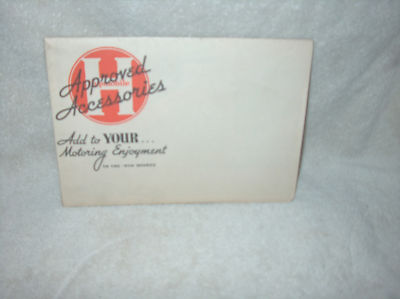 Approved
H
Accessories
Add to YOUR...
Motoring Enjoyment